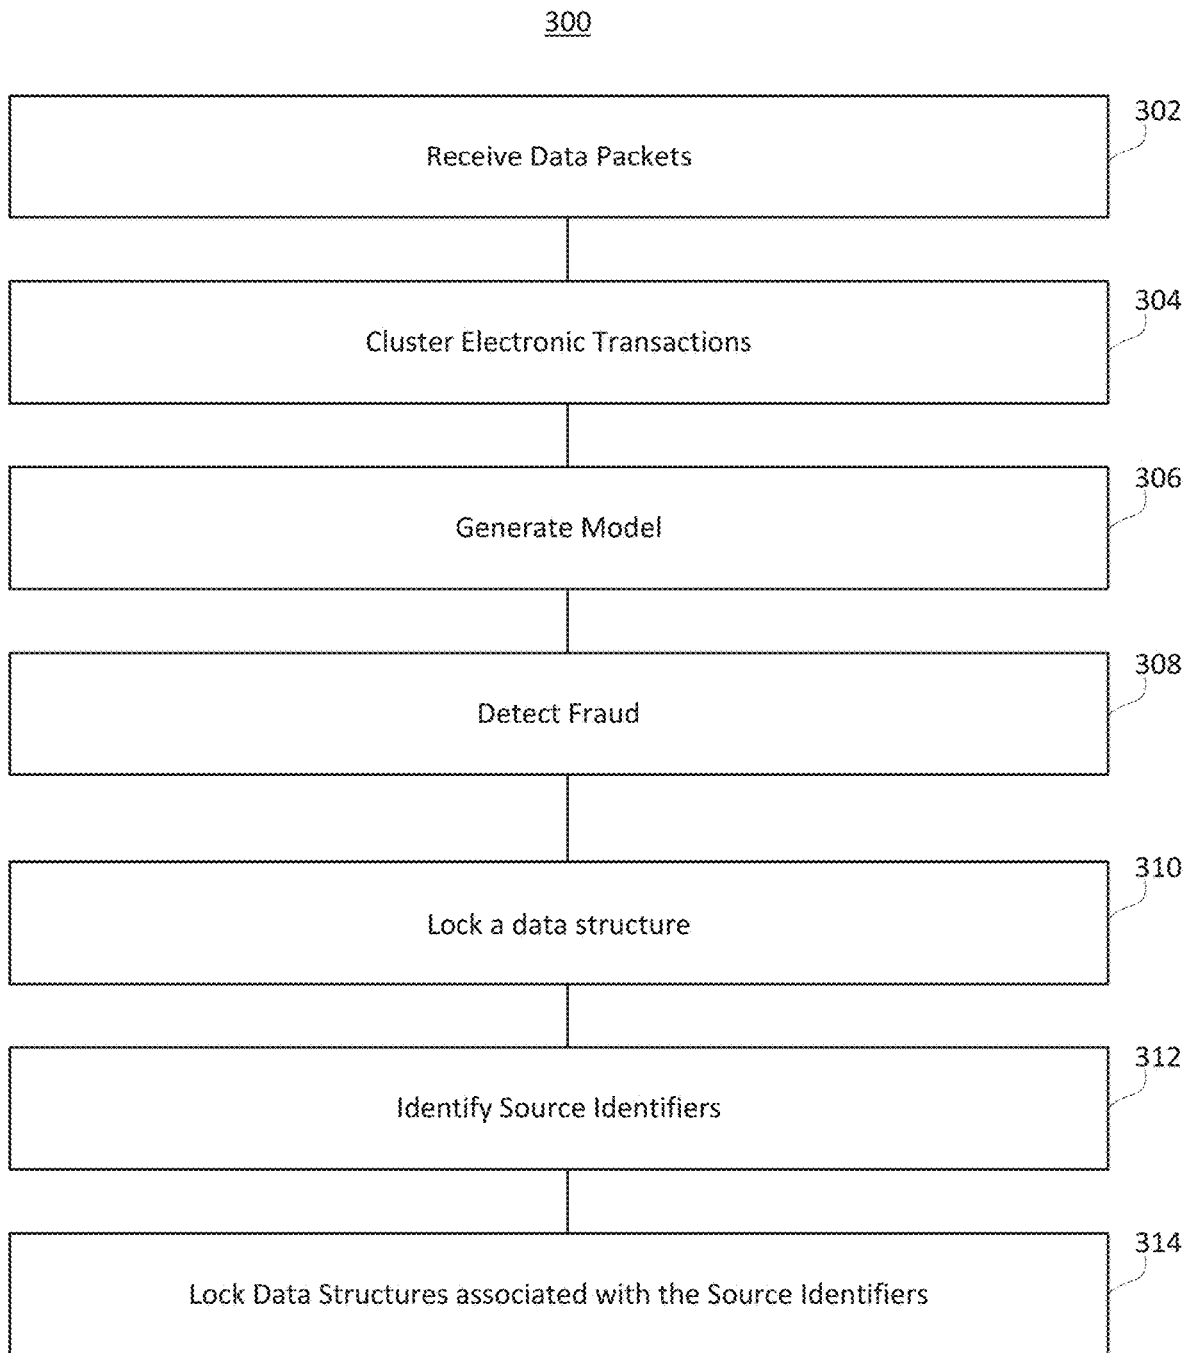 300
302
Receive Data Packets
304
Cluster Electronic Transactions
306
Generate Model
308
Detect Fraud
310
Lock a data structure
312
Identify Source Identifiers
314
Lock Data Structures associated with the Source Identifiers